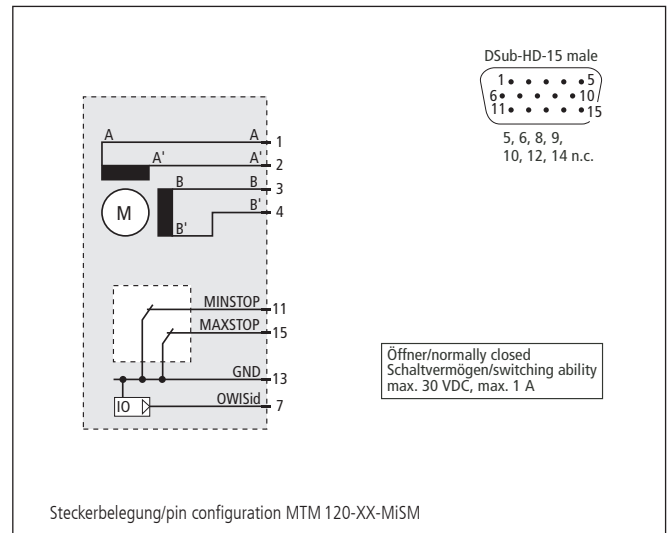 DSub-HD-15 male
1 5
6 10
11 15
5, 6, 8, 9,
10, 12, 14 n.c.
A A 1
A' A' 2
B B 3
M
B' 4
B'
MINSTOP 11
MAXSTOP 15
GND 13
OWISid 7
IO
Öffner/normally closed
Schaltvermögen/switching ability
max. 30 VDC, max. 1 A
Steckerbelegung/pin configuration MTM 120-XX-MiSM